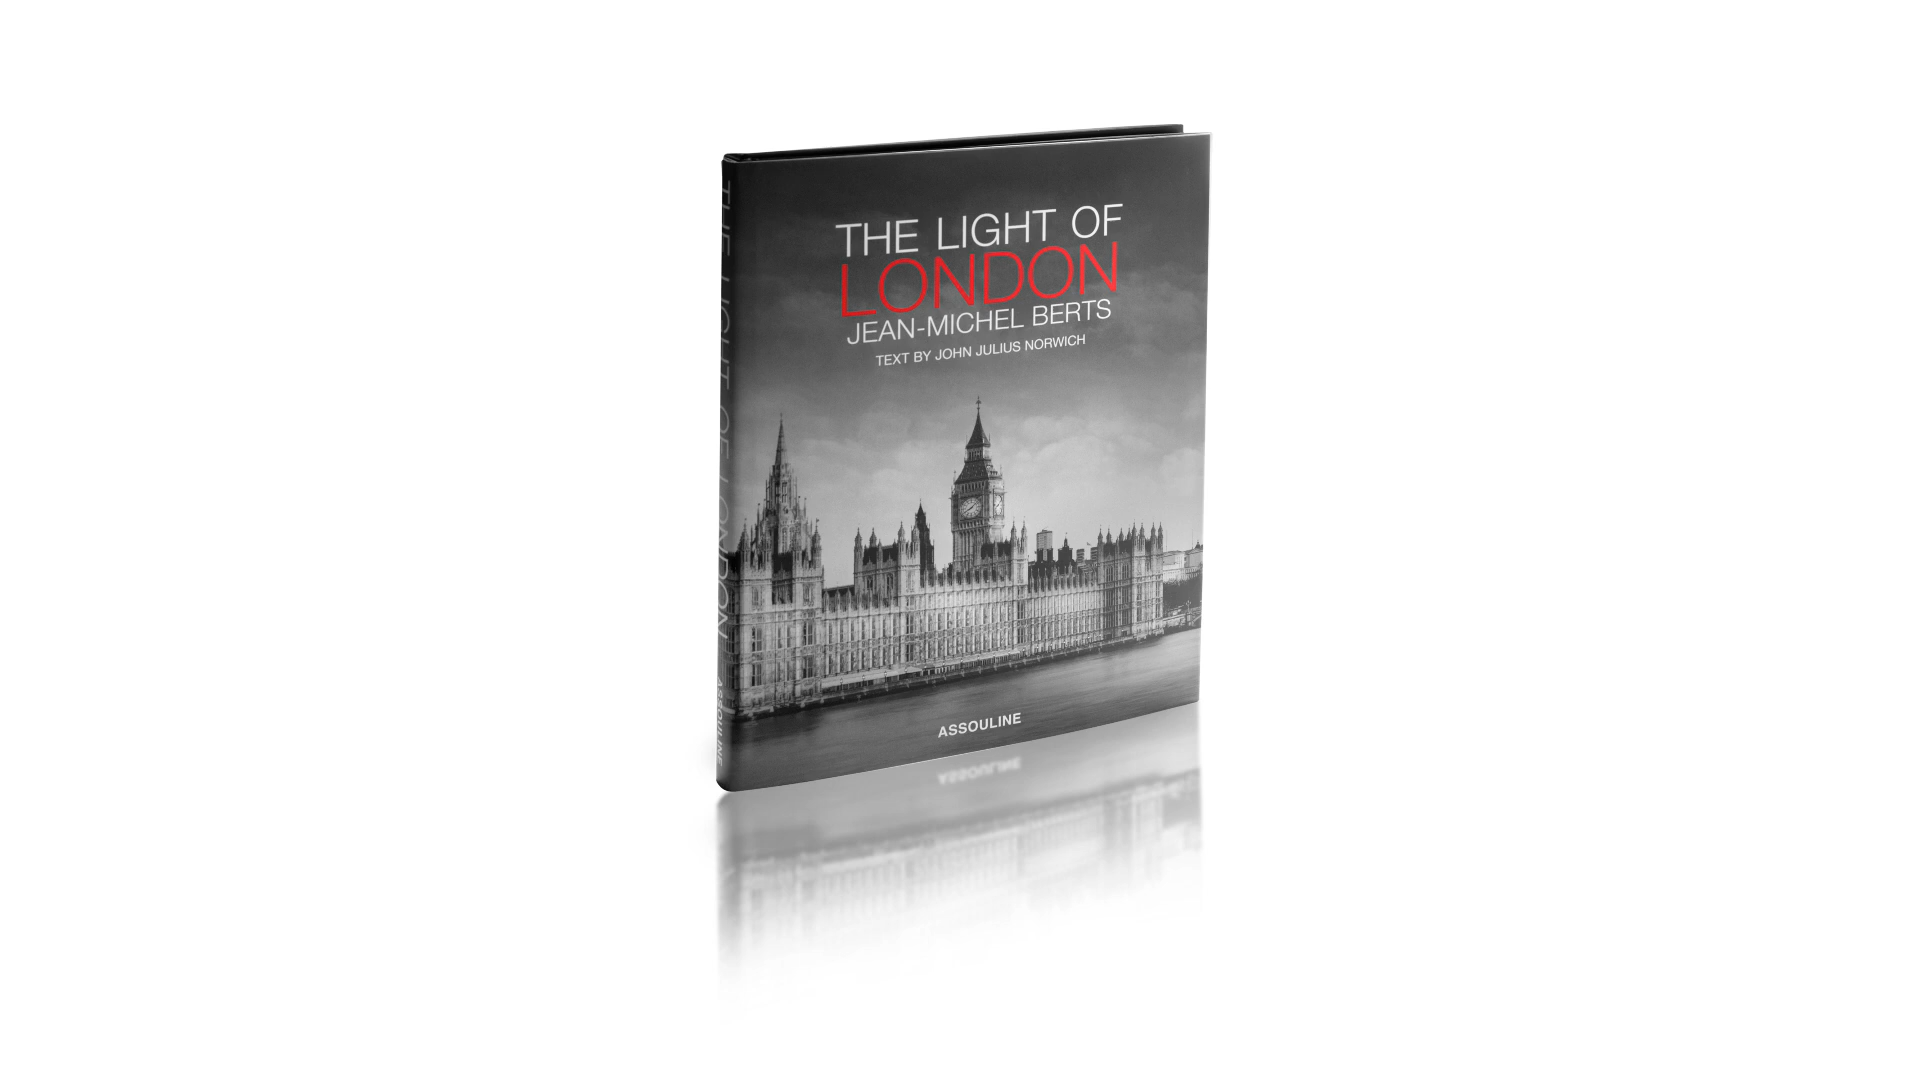 THE LIGHT OF
LONDON
JEAN-MICHEL BERTS
TEXT BY JOHN JULIUS NORWICH
ASSOULINE
THE LIGHT OF LONDON
ASSOULINE